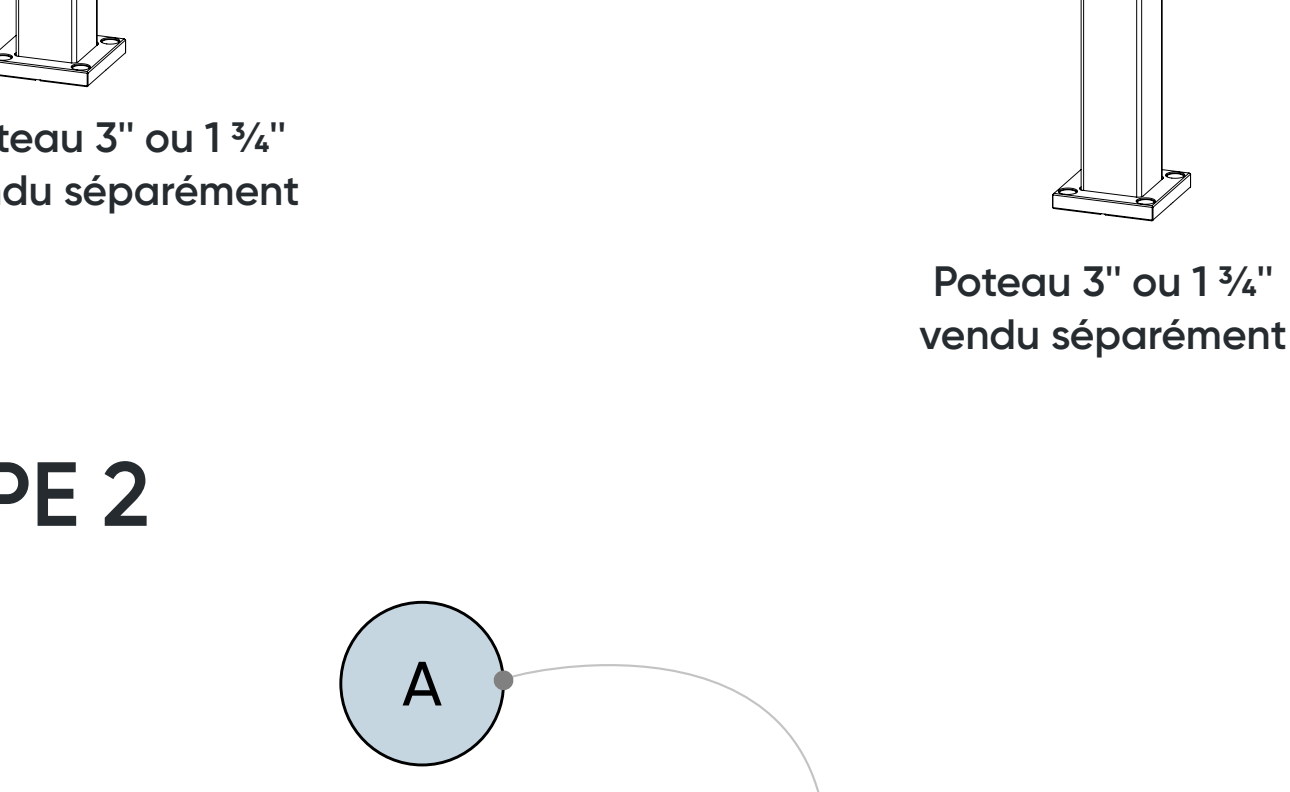 teau 3" ou 1 ¾"
ndu séparément
Poteau 3" ou 1 ¾"
vendu séparément
PE 2
A